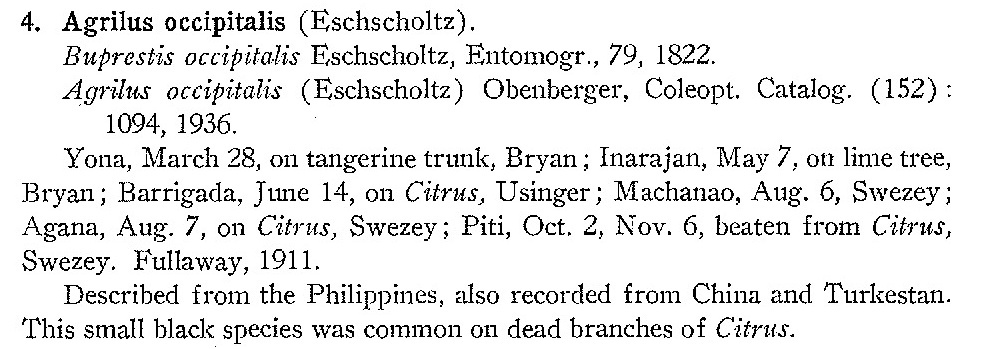 4. Agrilus occipitalis (Eschscholtz).
Buprestis occipitalis Eschscholtz, Entomogr., 79, 1822.
Agrilus occipitalis (Eschscholtz) Obenberger, Coleopt. Catalog. (152):
1094, 1936.
Yona, March 28, on tangerine trunk, Bryan; Inarajan, May 7, on lime tree,
Bryan; Barrigada, June 14, on Citrus, Usinger; Machanao, Aug. 6, Swezey;
Agana, Aug. 7, on Citrus, Swezey; Piti, Oct. 2, Nov. 6, beaten from Citrus,
Swezey. Fullaway, 1911.
Described from the Philippines, also recorded from China and Turkestan.
This small black species was common on dead branches of Citrus.